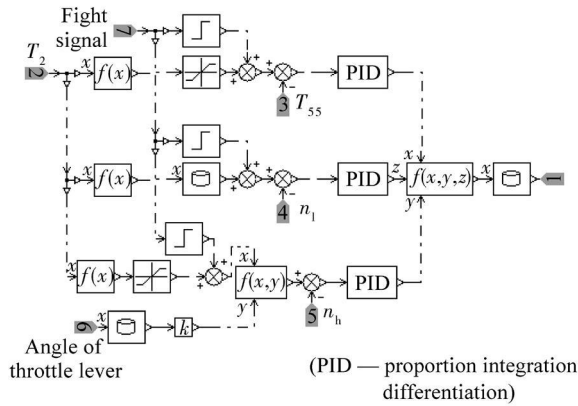 Fight signal
7
T2
2
x
f(x)
+
+
−
3
T55
PID
x
f(x)
x
+
+
−
4
n1
PID
z
x
y
f(x,y,z)
x
1
x
f(x)
+
+
x
f(x,y)
y
+
−
5
nh
PID
6
x
k
Angle of
throttle lever
(PID — proportion integration
differentiation)